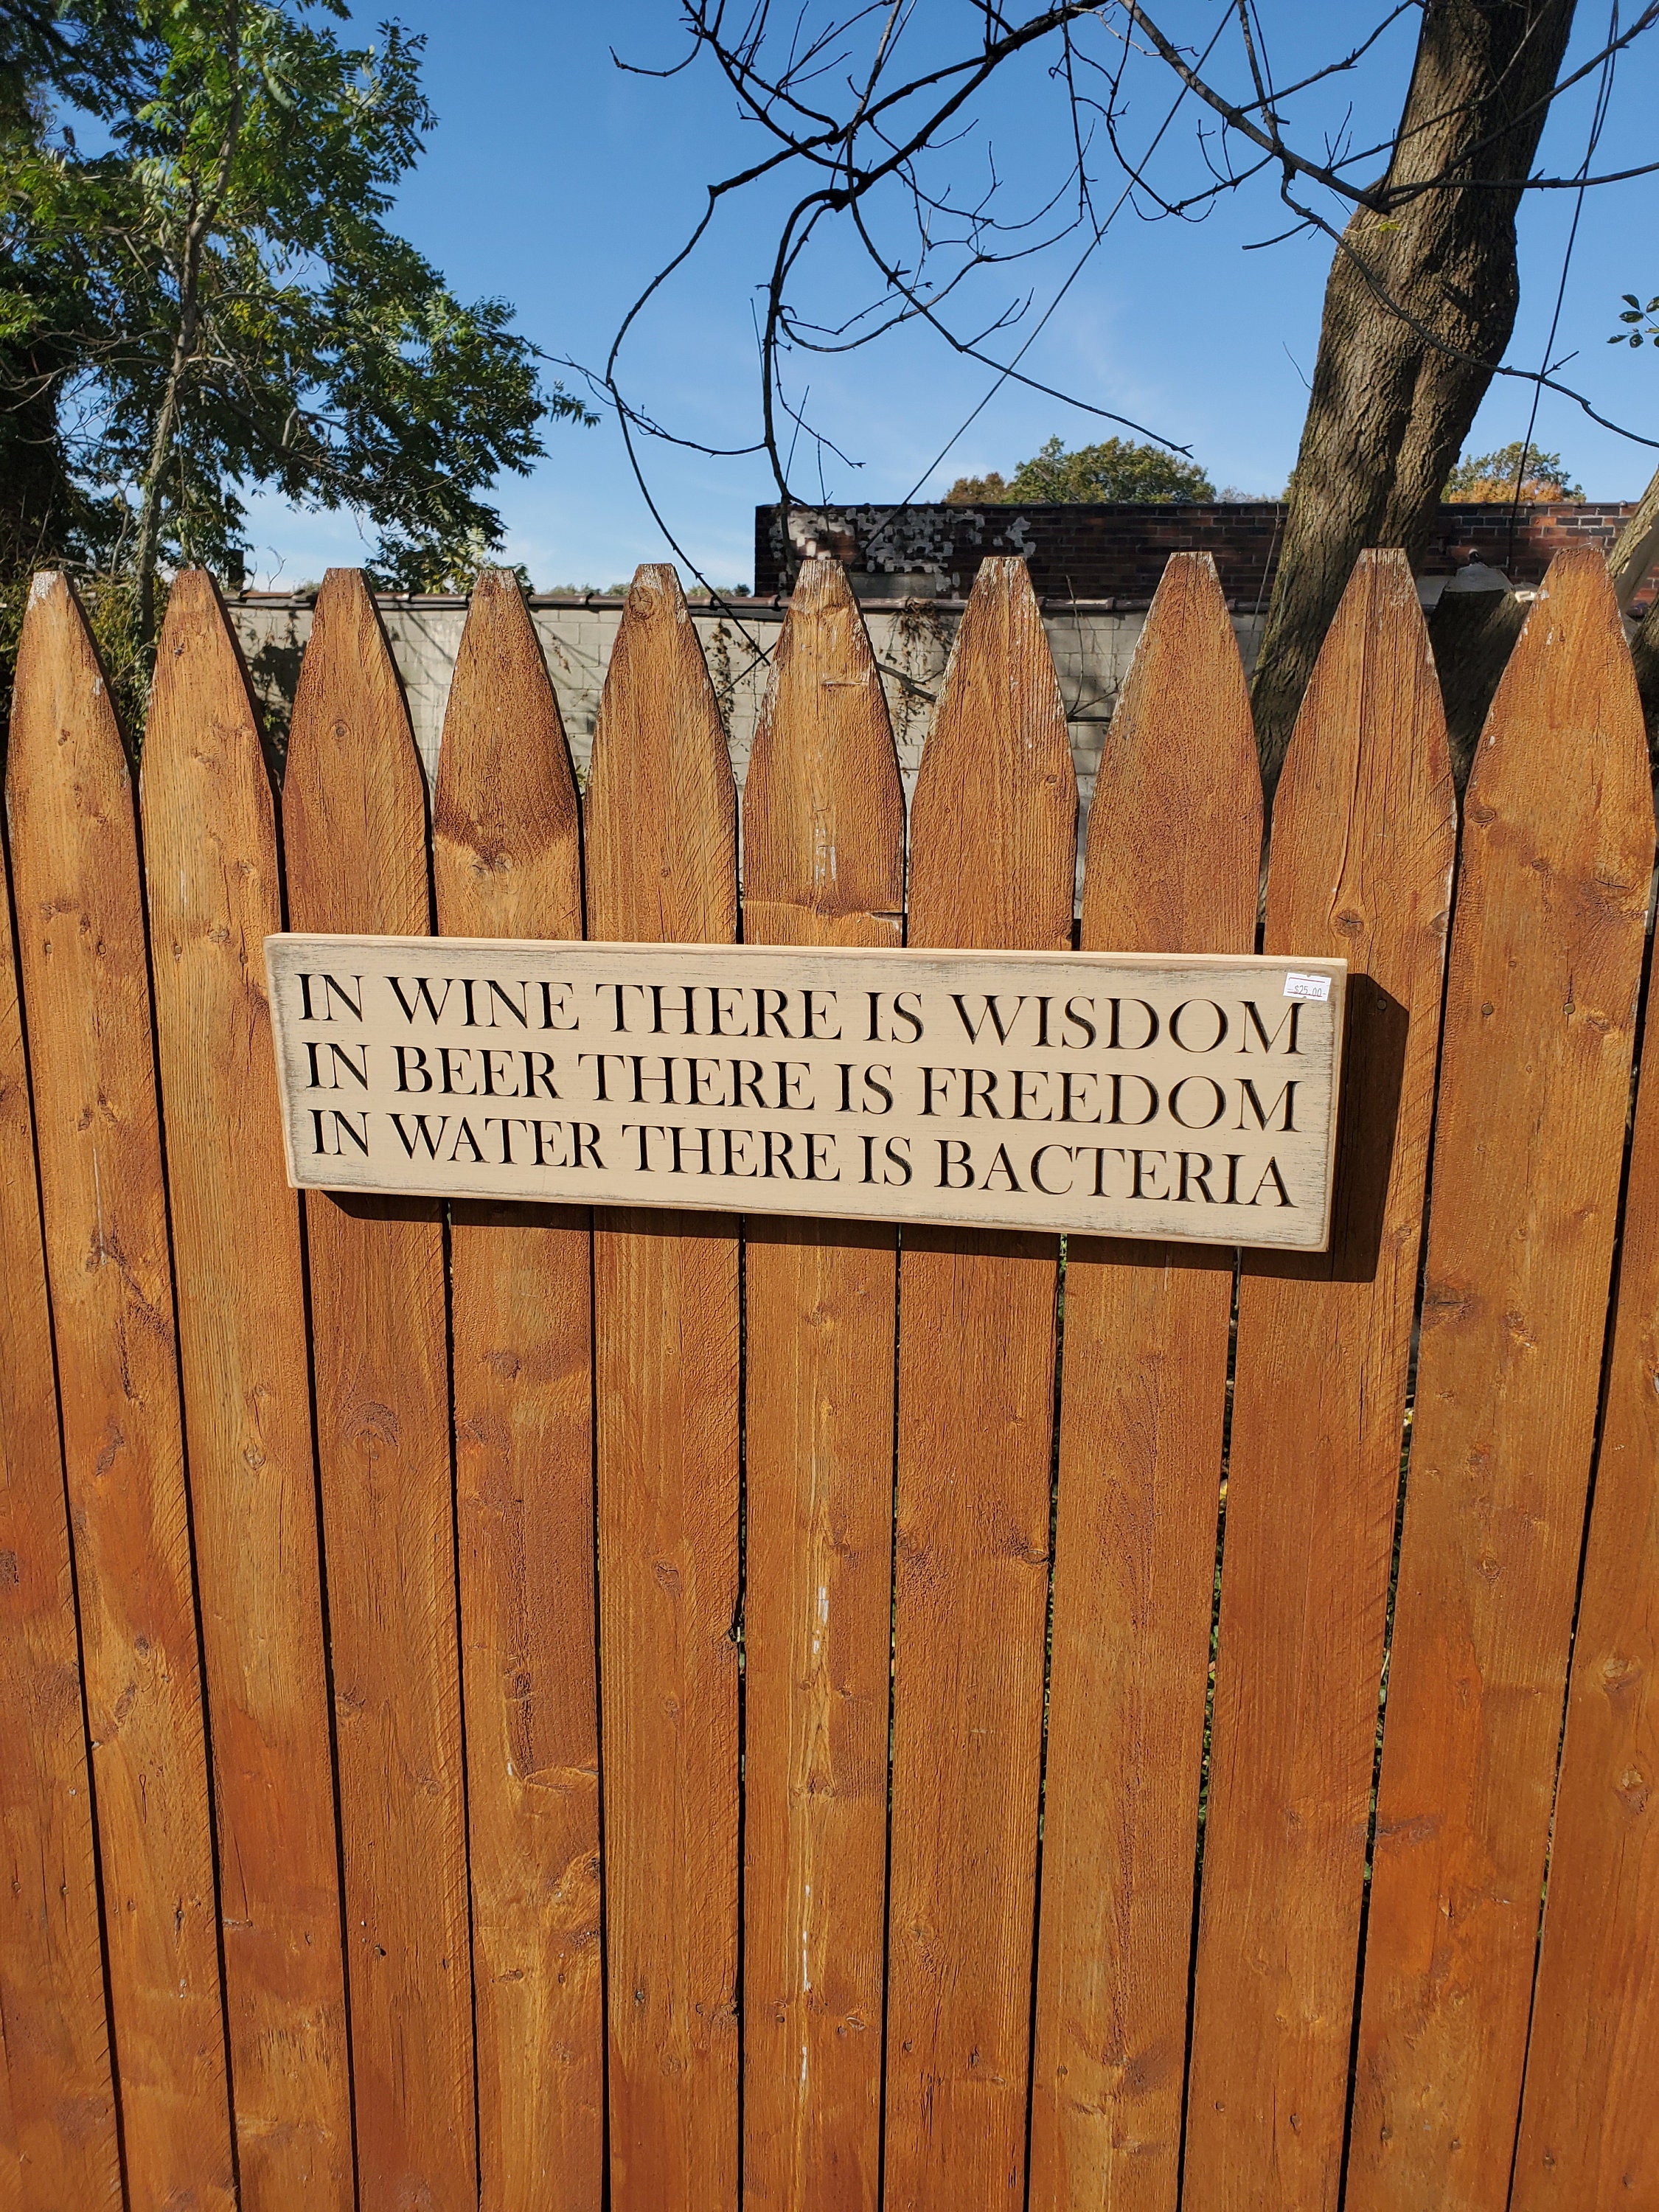 IN WINE THERE IS WISDOM
$25.00
IN BEER THERE IS FREEDOM
IN WATER THERE IS BACTERIA